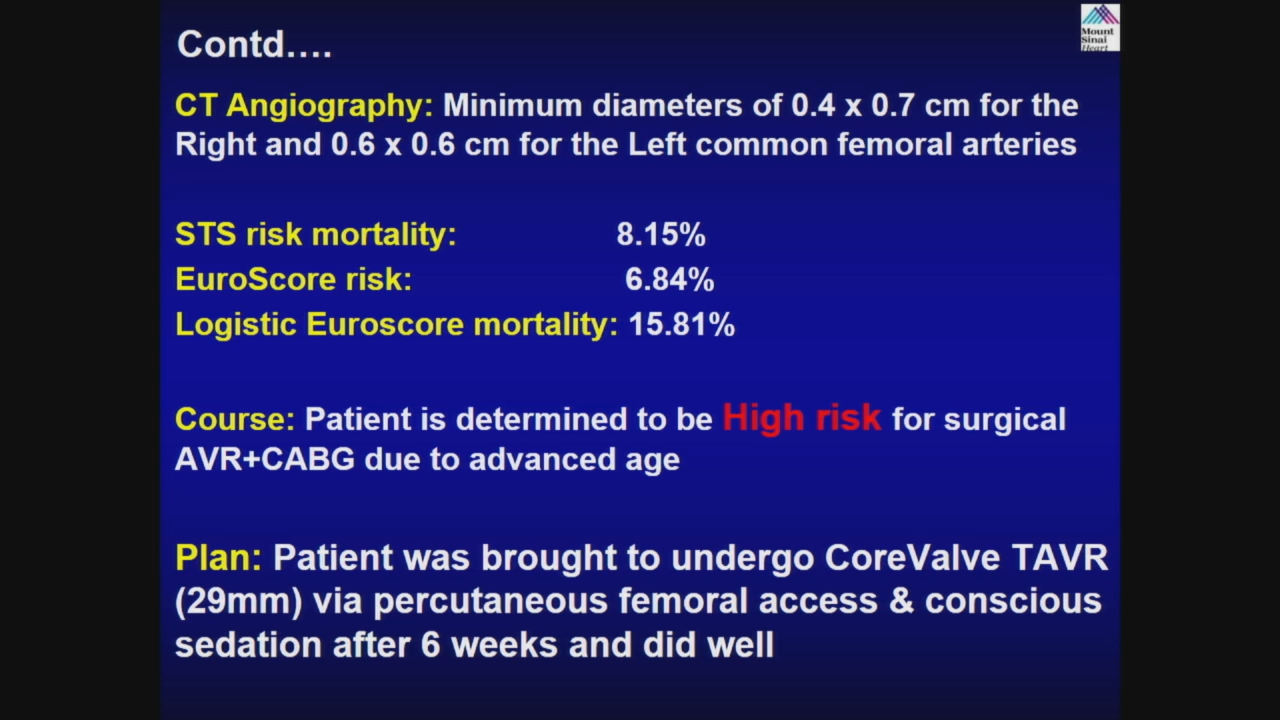 Contd....
Mount
Sinai
Heart
CT Angiography: Minimum diameters of 0.4 x 0.7 cm for the
Right and 0.6 x 0.6 cm for the Left common femoral arteries
STS risk mortality: 8.15%
EuroScore risk: 6.84%
Logistic Euroscore mortality: 15.81%
Course: Patient is determined to be High risk for surgical
AVR+CABG due to advanced age
Plan: Patient was brought to undergo CoreValve TAVR
(29mm) via percutaneous femoral access & conscious
sedation after 6 weeks and did well